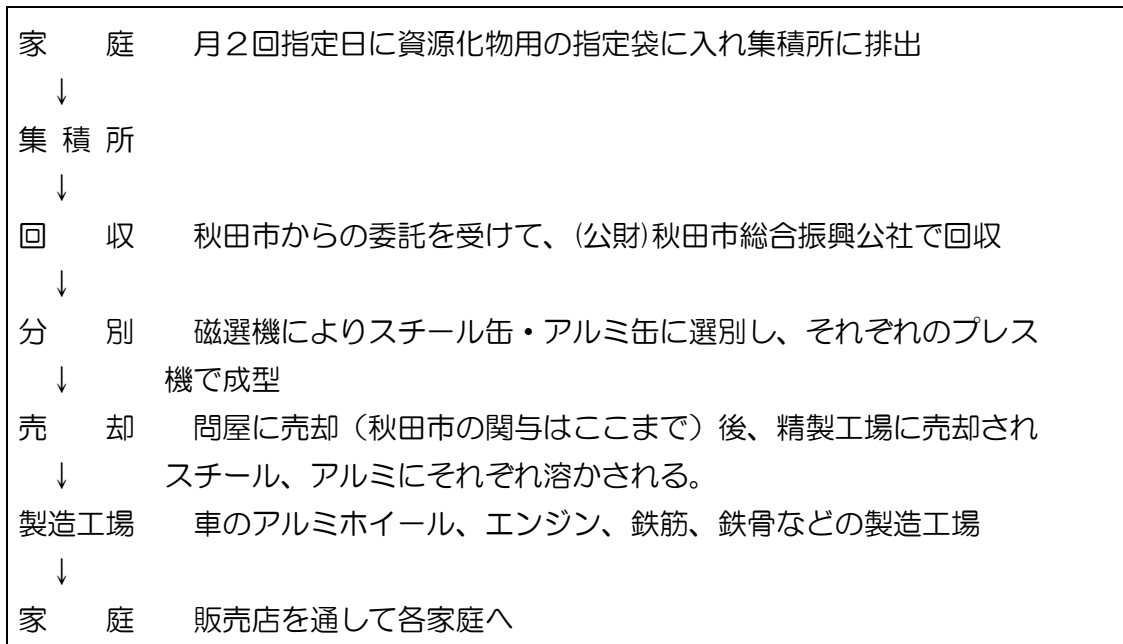 家　　庭　　月２回指定日に資源化物用の指定袋に入れ集積所に排出
↓
集 積 所
↓
回　　収　　秋田市からの委託を受けて、(公財)秋田市総合振興公社で回収
↓
分　　別　　磁選機によりスチール缶・アルミ缶に選別し、それぞれのプレス
↓　　　機で成型
売　　却　　問屋に売却（秋田市の関与はここまで）後、精製工場に売却され
↓　　　スチール、アルミにそれぞれ溶かされる。
製造工場　　車のアルミホイール、エンジン、鉄筋、鉄骨などの製造工場
↓
家　　庭　　販売店を通して各家庭へ